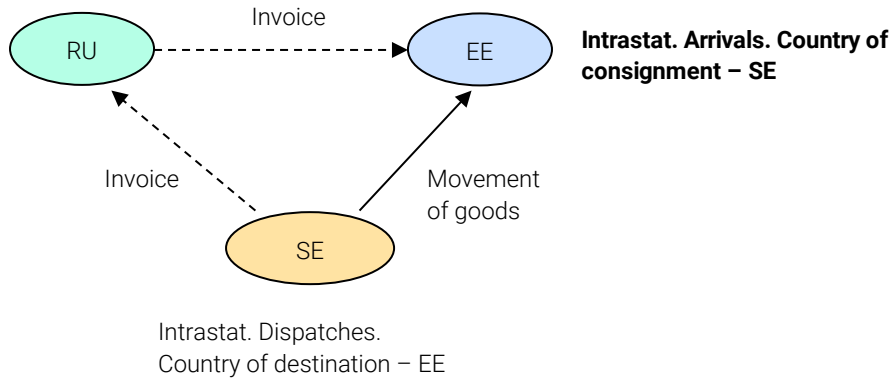 Invoice
RU
EE
Intrastat. Arrivals. Country of
consignment – SE
Invoice
Movement
of goods
SE
Intrastat. Dispatches.
Country of destination – EE